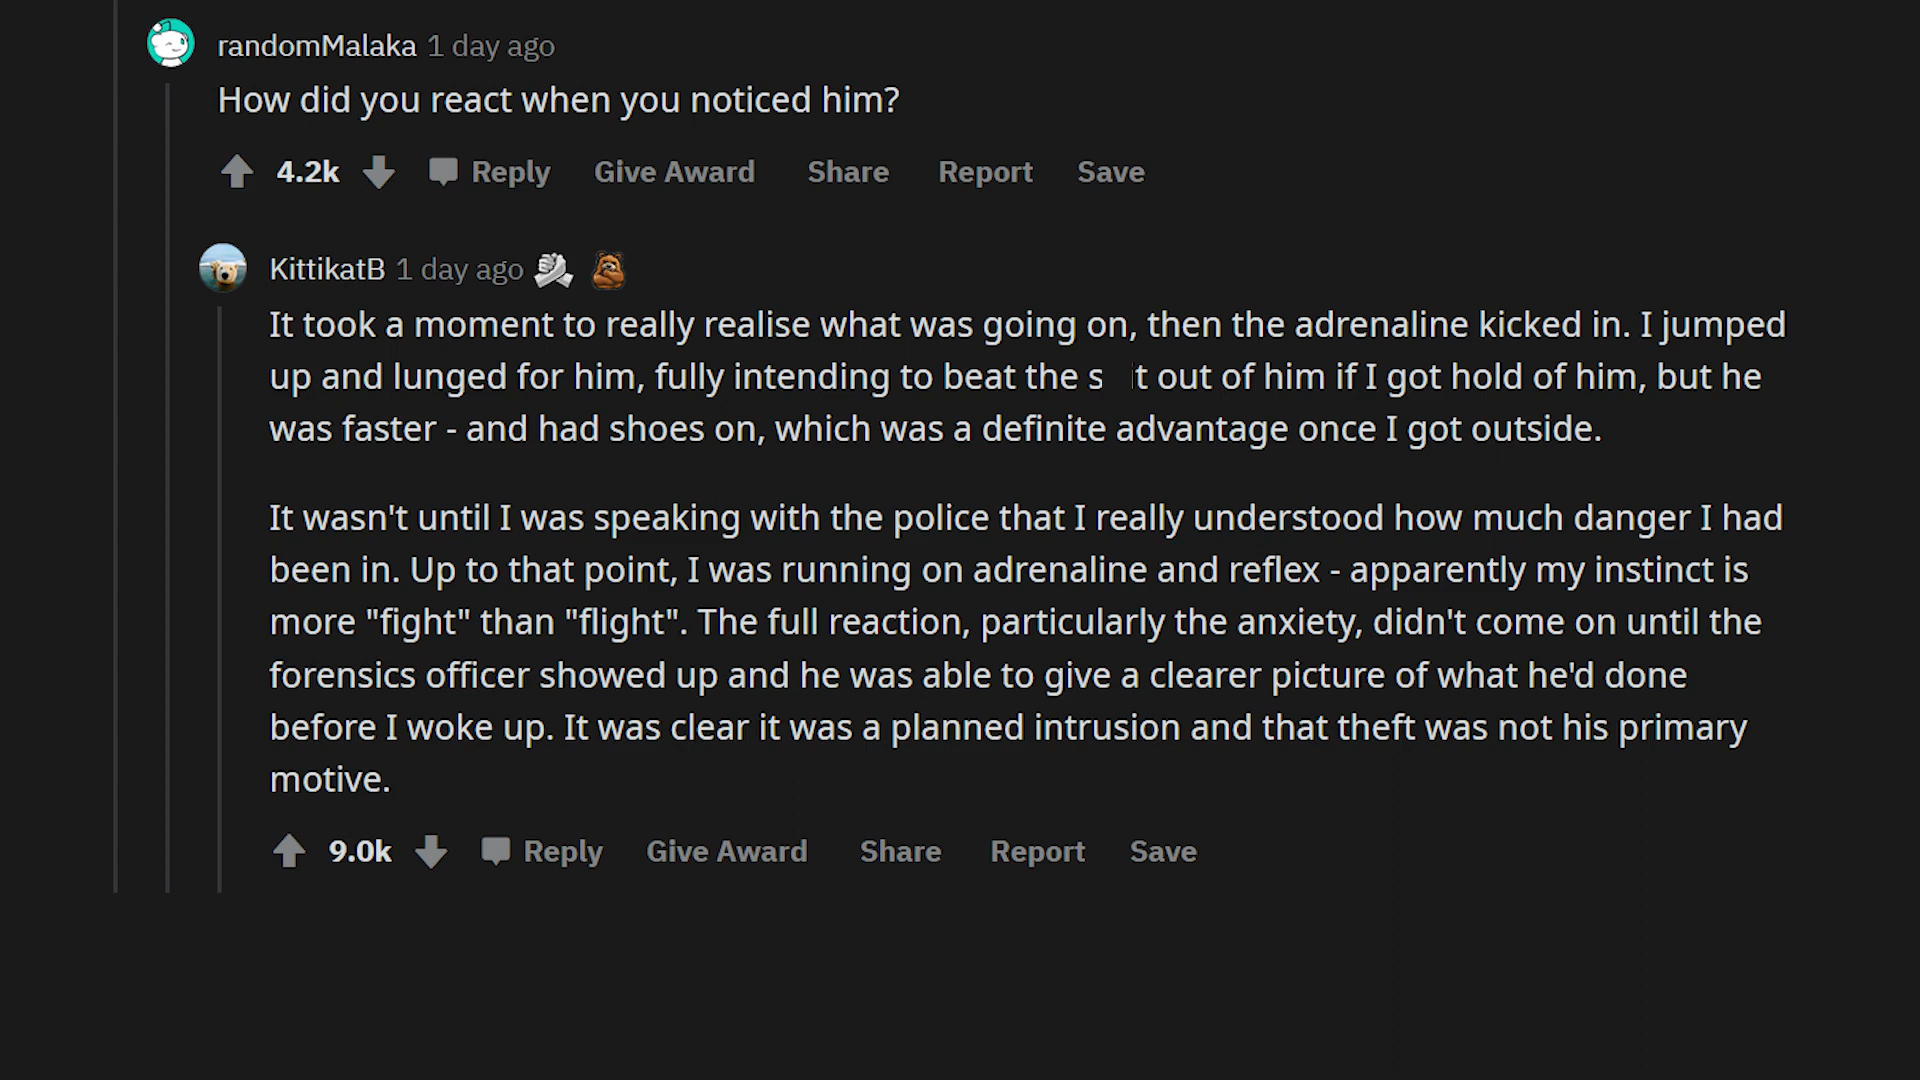 randomMalaka 1 day ago
How did you react when you noticed him?
4.2k Reply Give Award Share Report Save
KittikatB 1 day ago
It took a moment to really realise what was going on, then the adrenaline kicked in. I jumped
up and lunged for him, fully intending to beat the s it out of him if I got hold of him, but he
was faster - and had shoes on, which was a definite advantage once I got outside.
It wasn't until I was speaking with the police that I really understood how much danger I had
been in. Up to that point, I was running on adrenaline and reflex - apparently my instinct is
more "fight" than "flight". The full reaction, particularly the anxiety, didn't come on until the
forensics officer showed up and he was able to give a clearer picture of what he'd done
before I woke up. It was clear it was a planned intrusion and that theft was not his primary
motive.
9.0k Reply Give Award Share Report Save